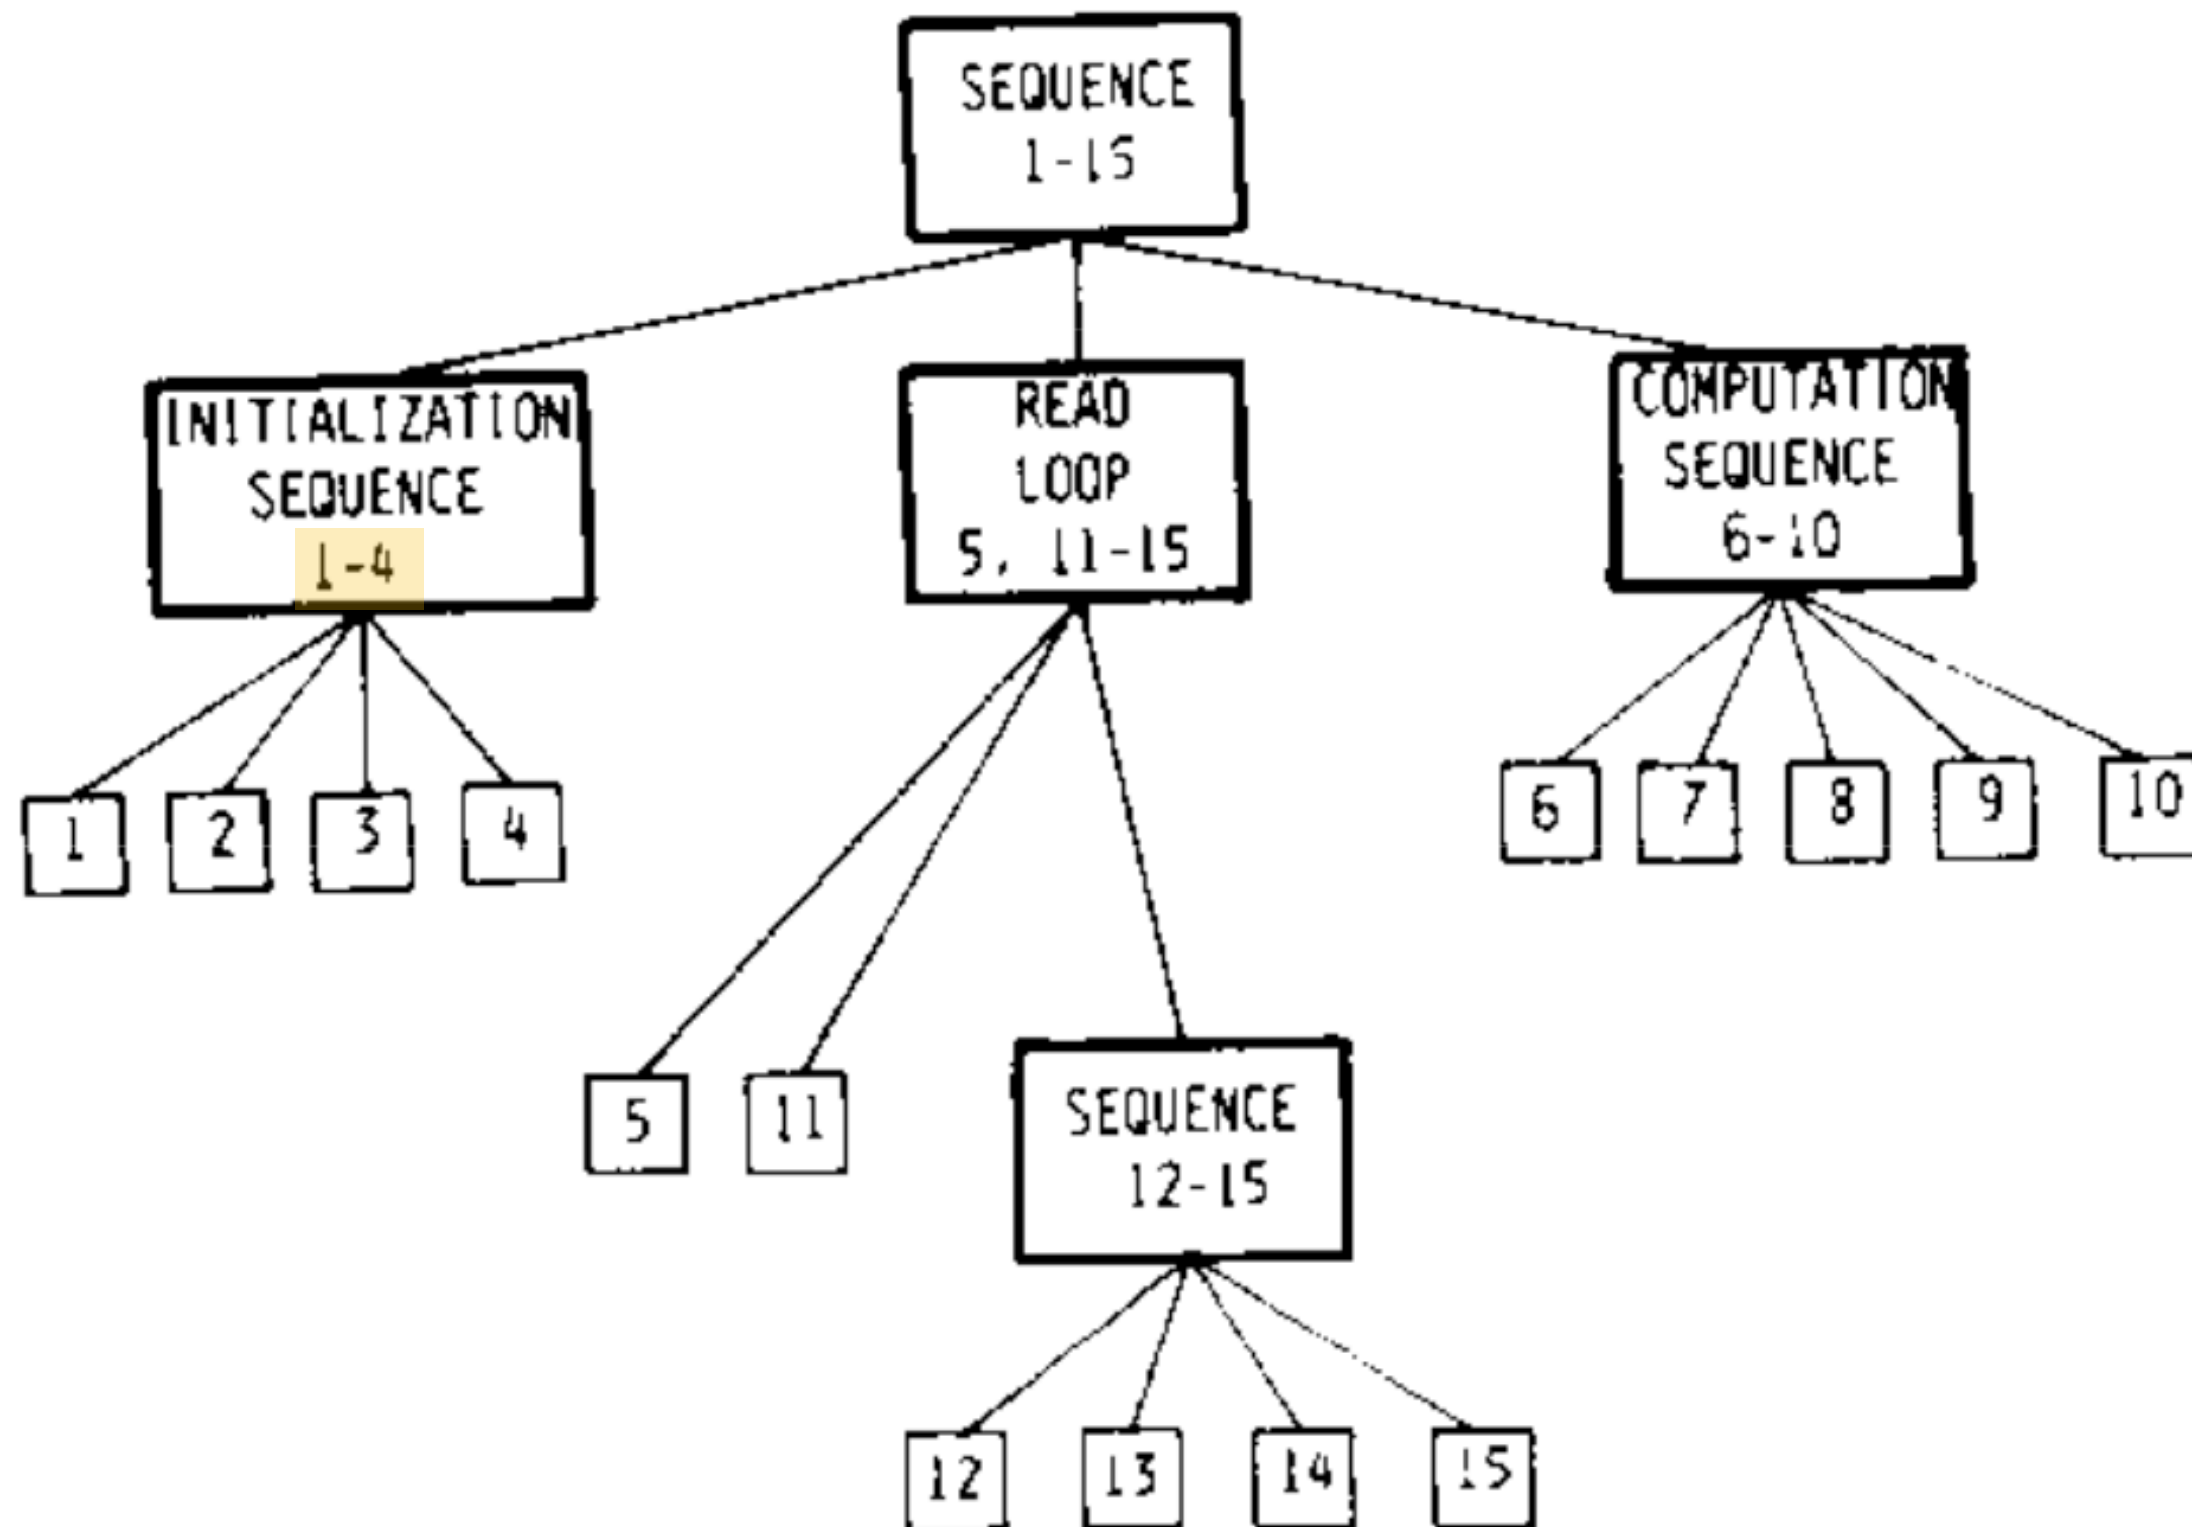 SEQUENCE
1-15
INITIALIZATION
SEQUENCE
1-4
READ
LOOP
5, 11-15
COMPUTATION
SEQUENCE
6-10
1
2
3
4
6
7
8
9
10
5
11
SEQUENCE
12-15
12
13
14
15